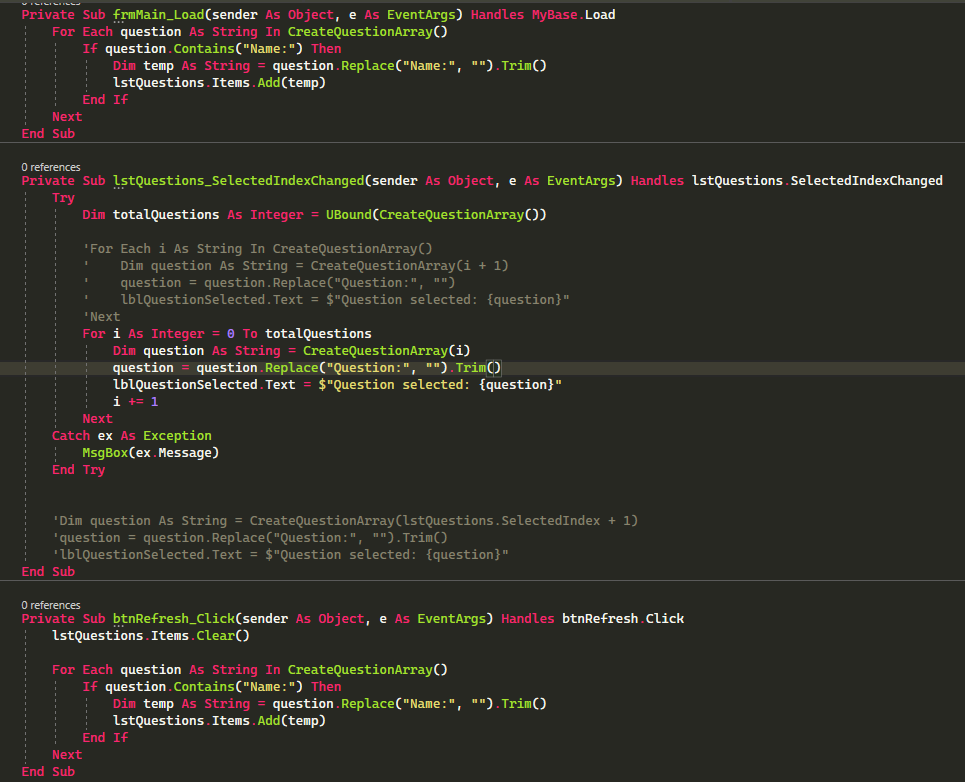 0 references
Private Sub frmMain_Load(sender As Object, e As EventArgs) Handles MyBase.Load
    For Each question As String In CreateQuestionArray()
        If question.Contains("Name:") Then
            Dim temp As String = question.Replace("Name:", "").Trim()
            lstQuestions.Items.Add(temp)
        End If
    Next
End Sub
0 references
Private Sub lstQuestions_SelectedIndexChanged(sender As Object, e As EventArgs) Handles lstQuestions.SelectedIndexChanged
    Try
        Dim totalQuestions As Integer = UBound(CreateQuestionArray())
        'For Each i As String In CreateQuestionArray()
        '    Dim question As String = CreateQuestionArray(i + 1)
        '    question = question.Replace("Question:", "")
        '    lblQuestionSelected.Text = $"Question selected: {question}"
        'Next
        For i As Integer = 0 To totalQuestions
            Dim question As String = CreateQuestionArray(i)
            question = question.Replace("Question:", "").Trim()
            lblQuestionSelected.Text = $"Question selected: {question}"
            i += 1
        Next
    Catch ex As Exception
        MsgBox(ex.Message)
    End Try
    'Dim question As String = CreateQuestionArray(lstQuestions.SelectedIndex + 1)
    'question = question.Replace("Question:", "").Trim()
    'lblQuestionSelected.Text = $"Question selected: {question}"
End Sub
0 references
Private Sub btnRefresh_Click(sender As Object, e As EventArgs) Handles btnRefresh.Click
    lstQuestions.Items.Clear()
    For Each question As String In CreateQuestionArray()
        If question.Contains("Name:") Then
            Dim temp As String = question.Replace("Name:", "").Trim()
            lstQuestions.Items.Add(temp)
        End If
    Next
End Sub